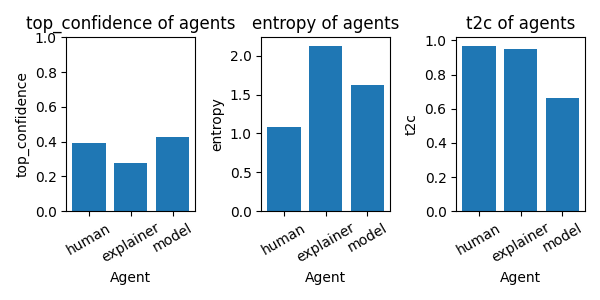 top_confidence of agents
top_confidence
1.0
0.8
0.6
0.4
0.2
0.0
human
explainer
model
Agent
entropy of agents
entropy
2.0
1.5
1.0
0.5
0.0
human
explainer
model
Agent
t2c of agents
t2c
1.0
0.8
0.6
0.4
0.2
0.0
human
explainer
model
Agent